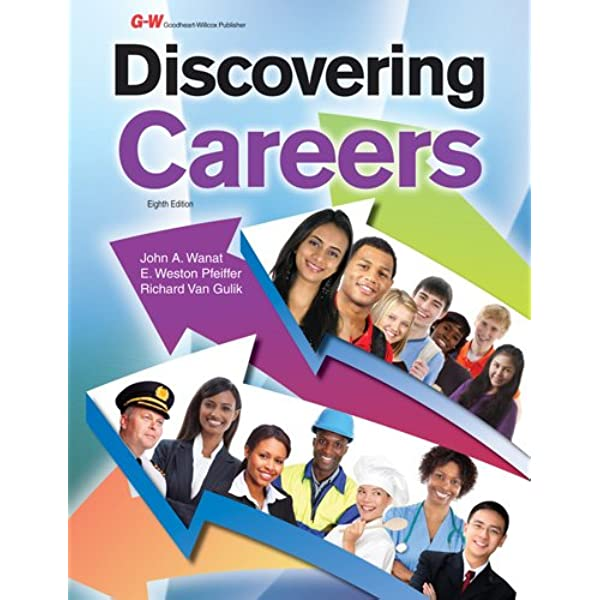 G-W Goodheart-Willcox Publisher
Discovering
Careers
Eighth Edition
John A. Wanat
E. Weston Pfeiffer
Richard Van Gulik